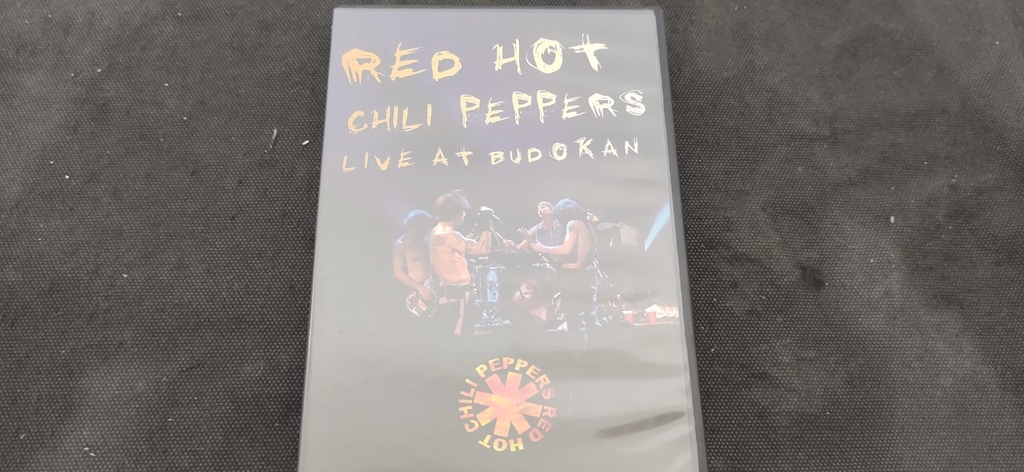 RED HOT
CHILI PEPPERS
LIVE AT BUDOKAN
RED HOT CHILI PEPPERS